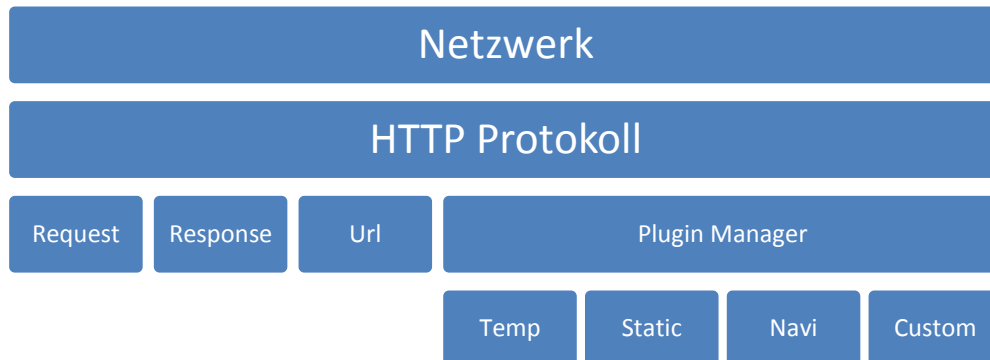 Netzwerk
HTTP Protokoll
Request Response Url Plugin Manager
Temp Static Navi Custom